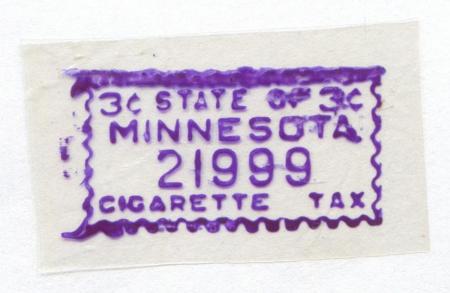 3¢ STATE OF 3¢
MINNESOTA
21999
CIGARETTE TAX